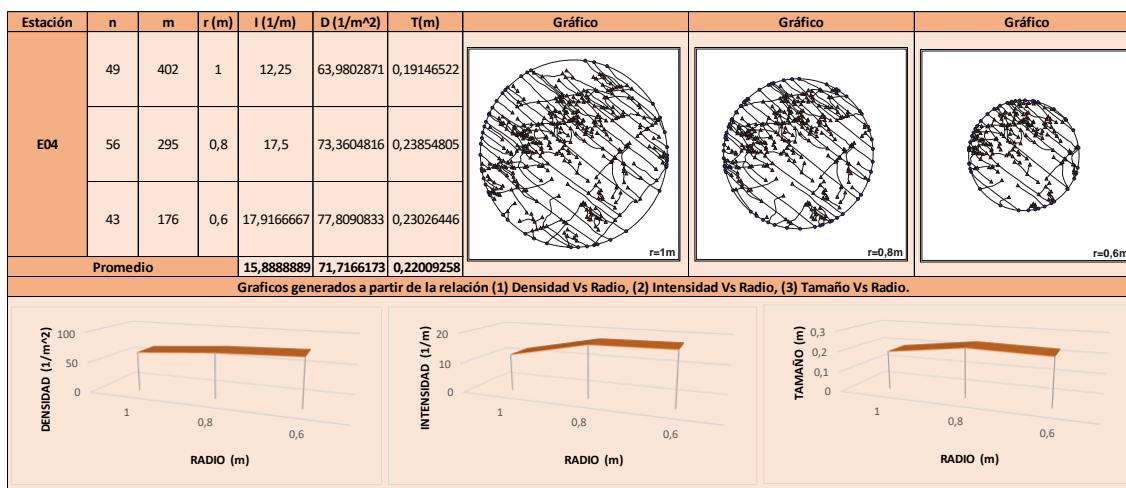 Estación n m r (m) I (1/m) D (1/m^2) T(m) Gráfico Gráfico Gráfico
E04
49 402 1 12,25 63,9802871 0,19146522
56 295 0,8 17,5 73,3604816 0,23854805
43 176 0,6 17,9166667 77,8090833 0,23026446
r=1m r=0,8m r=0,6m
Promedio 15,8888889 71,7166173 0,22009258
Graficos generados a partir de la relación (1) Densidad Vs Radio, (2) Intensidad Vs Radio, (3) Tamaño Vs Radio.
DENSIDAD (1/m^2)
100
50
0
1
0,8
0,6
RADIO (m)
INTENSIDAD (1/m)
20
10
0
1
0,8
0,6
RADIO (m)
TAMAÑO (m)
0,3
0,2
0,1
0
1
0,8
0,6
RADIO (m)